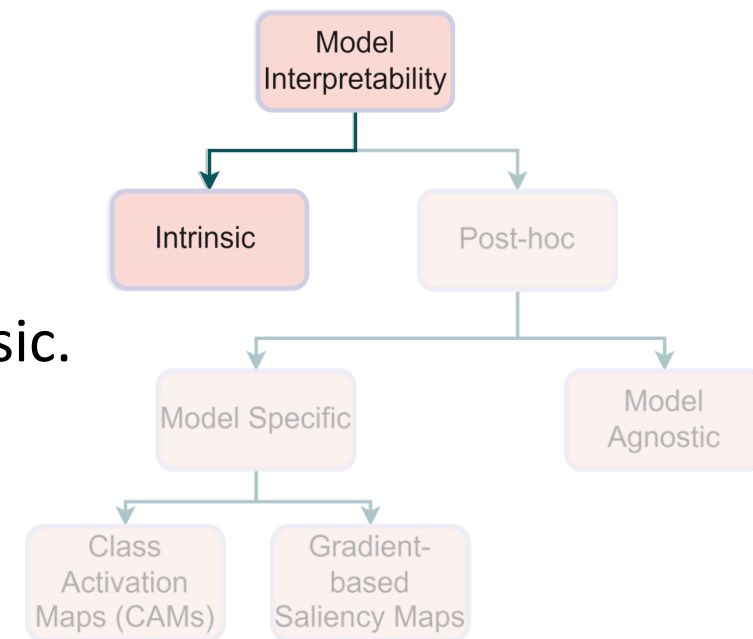 Model
Interpretability
Intrinsic
Post-hoc
sic.
Model Specific
Model
Agnostic
Class
Activation
Maps (CAMs)
Gradient-
based
Saliency Maps